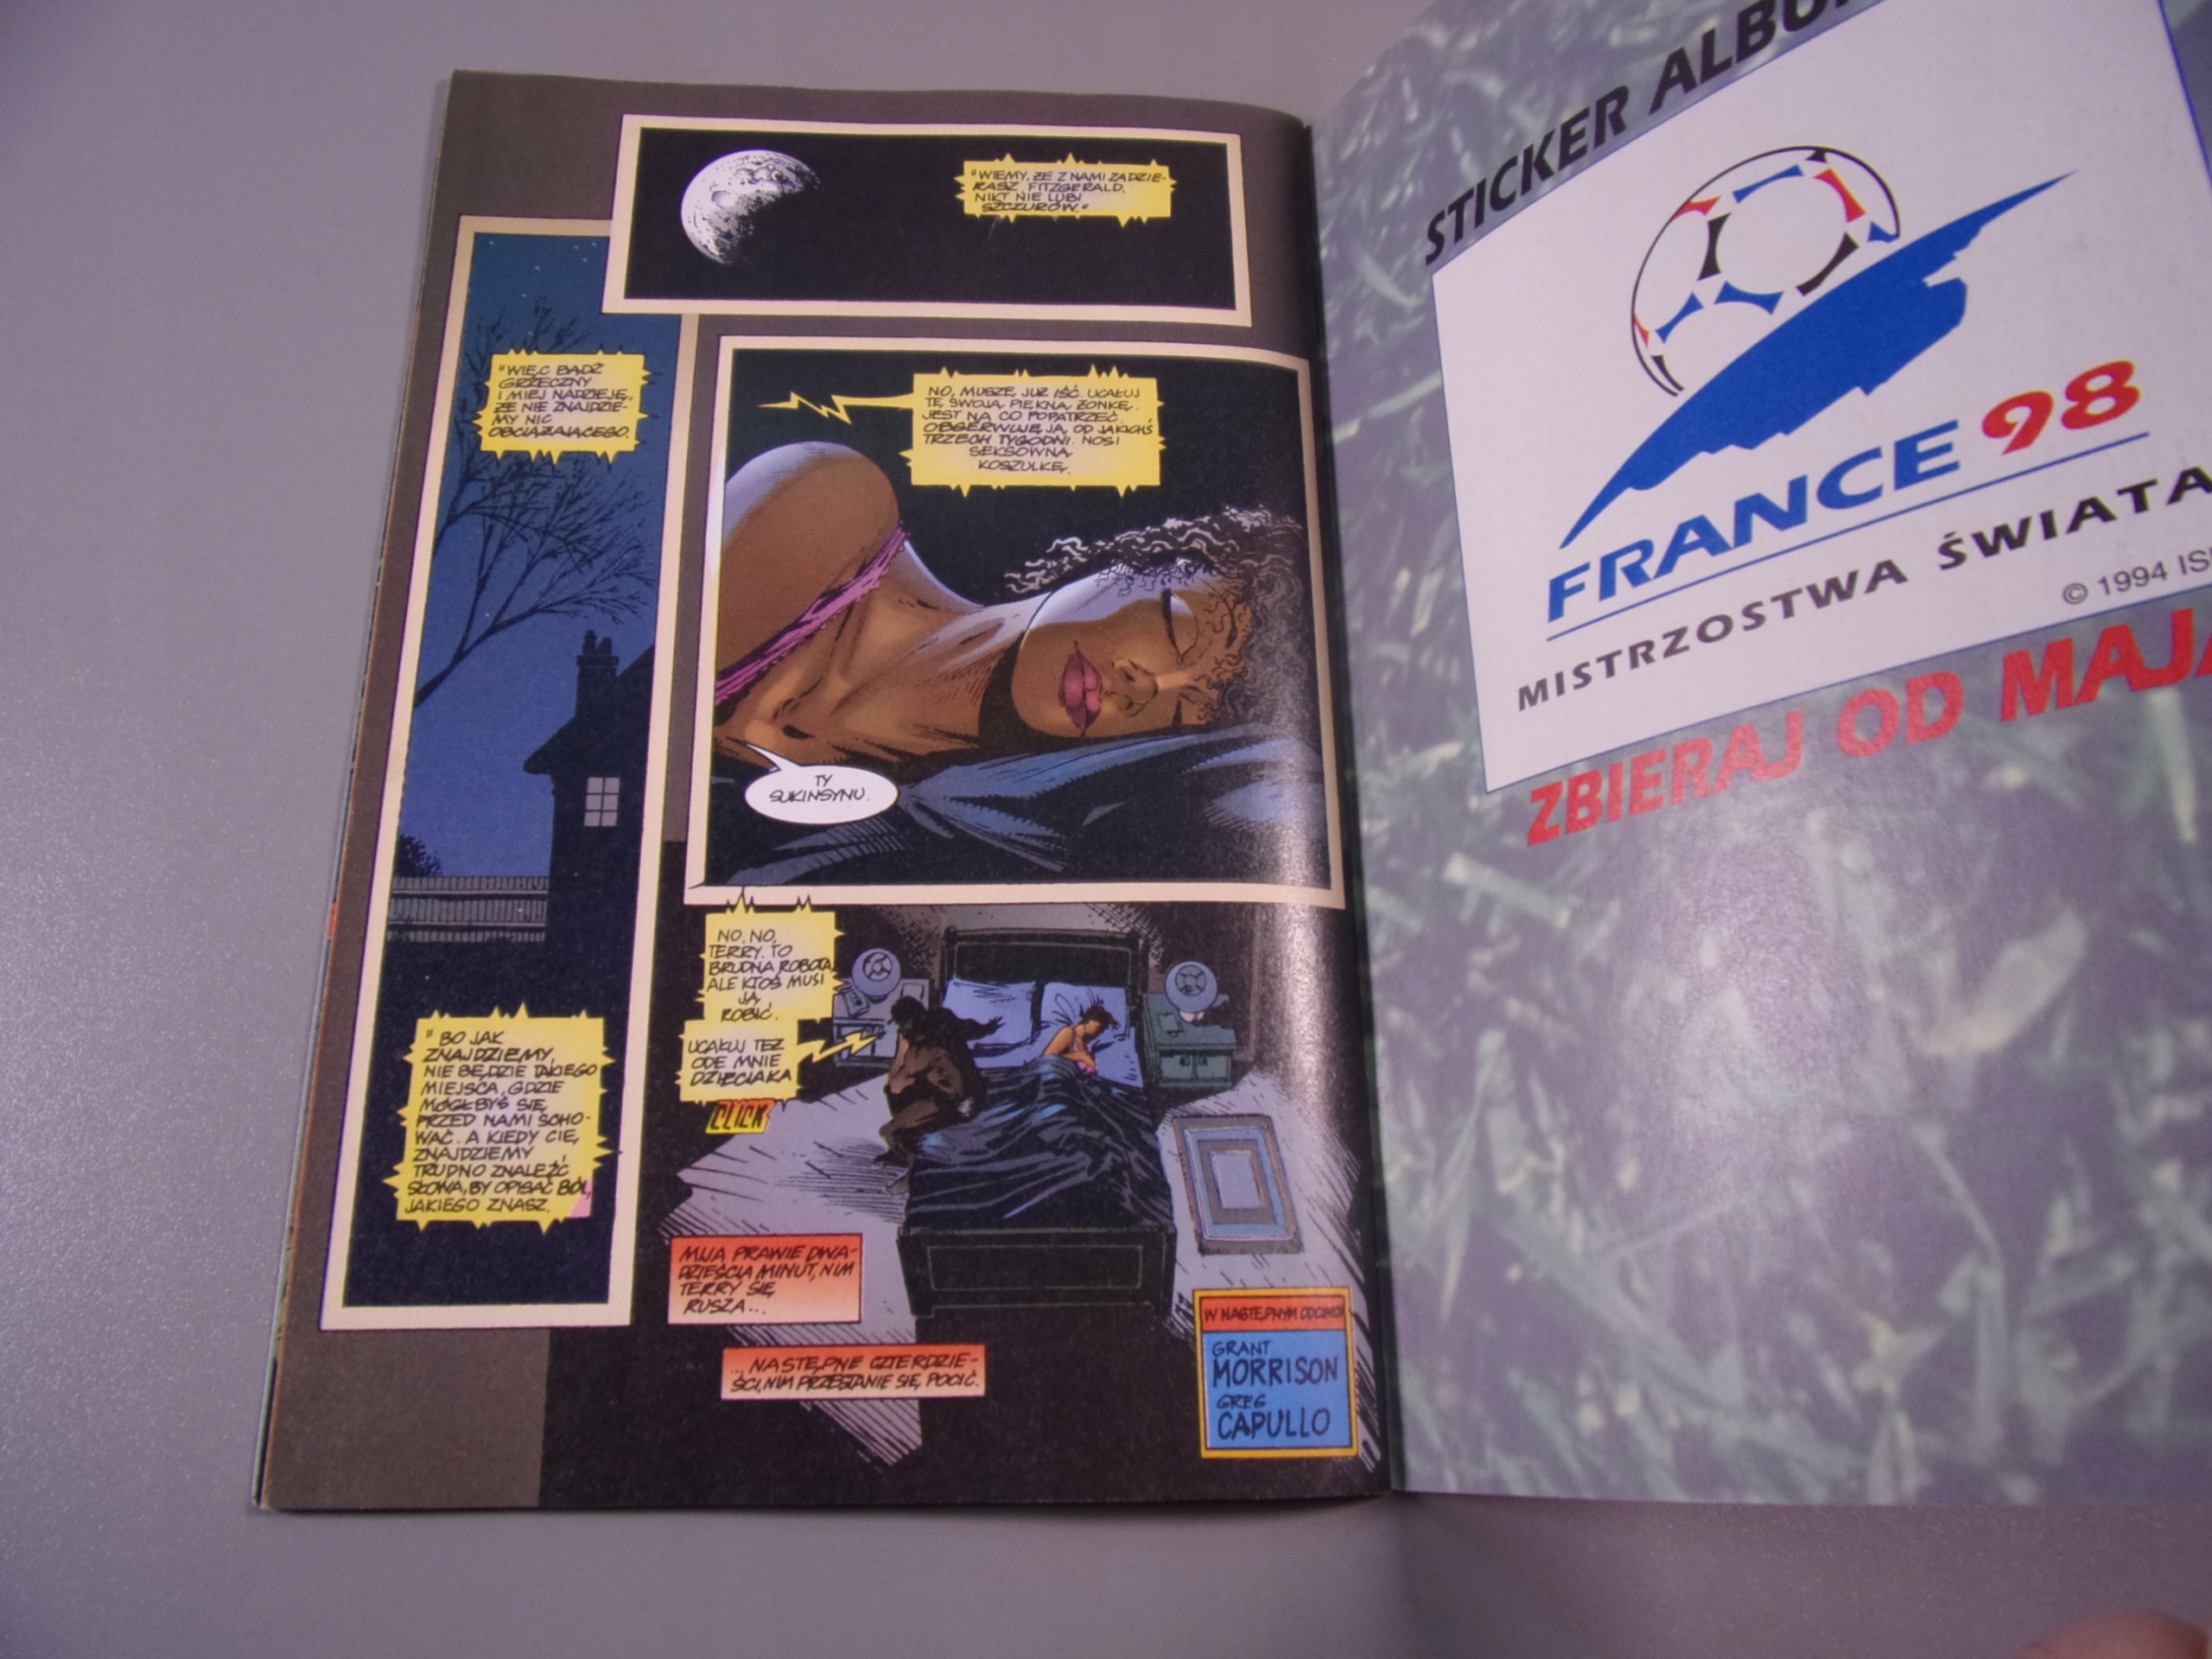 "WIEMY, ŻE Z NAMI ZADZIE-
RASZ, FITZGERALD.
NIKT NIE LUBI
SZCZURÓW."
"WIĘC BĄDŹ
GRZECZNY
I MIEJ NADZIEJĘ,
ŻE NIE ZNAJDZIE-
MY NIC
OBCIĄŻAJĄCEGO.
NO, MUSZĘ JUŻ IŚĆ. UCAŁUJ
TĘ SWOJĄ PIĘKNĄ ŻONKĘ.
JEST NA CO POPATRZEĆ.
OBSERWUJĘ JĄ OD JAKICHŚ
TRZECH TYGODNI. NOSI
SEKSOWNĄ
KOSZULKĘ.
TY
SUKINSYNU.
"BO JAK
ZNAJDZIEMY,
NIE BĘDZIE TAKIEGO
MIEJSCA, GDZIE
MÓGŁBYŚ SIĘ
PRZED NAMI SCHO-
WAĆ. A KIEDY CIĘ
ZNAJDZIEMY,
TRUDNO ZNALEŹĆ
SŁOWA, BY OPISAĆ BÓL,
JAKIEGO ZNASZ.
NO, NO,
TERRY. TO
BRUDNA ROBOTA,
ALE KTOŚ MUSI
JĄ
ROBIĆ.
UCAŁUJ TEŻ
ODE MNIE
DZIECIAKA
CLICK
MIJA PRAWIE DWA-
DZIEŚCIA MINUT, NIM
TERRY SIĘ
RUSZA...
...NASTĘPNE CZTERDZIE-
ŚCI, NIM PRZESTANIE SIĘ POCIĆ.
W NASTĘPNYM ODCINKU
GRANT
MORRISON
GREG
CAPULLO
STICKER ALBUM
FRANCE 98
MISTRZOSTWA ŚWIATA
© 1994 IS
ZBIERAJ OD MAJA